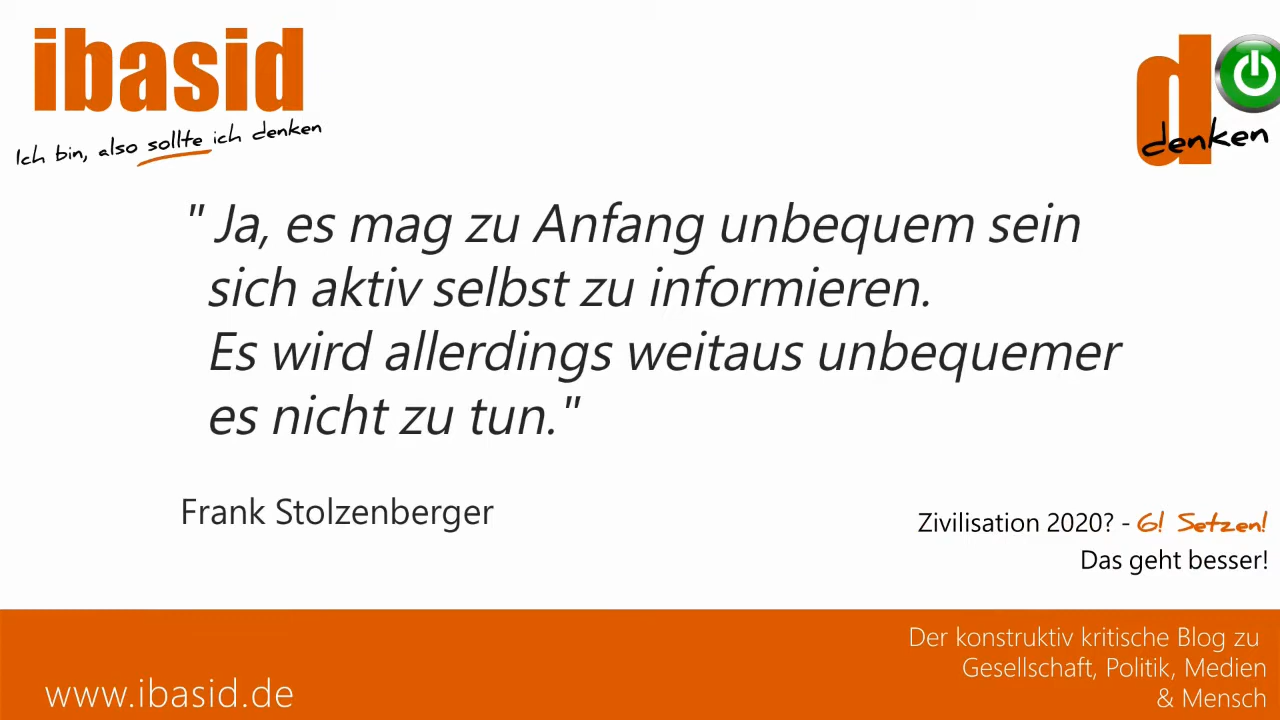 ibasid
Ich bin, also sollte ich denken
d
denken
" Ja, es mag zu Anfang unbequem sein
sich aktiv selbst zu informieren.
Es wird allerdings weitaus unbequemer
es nicht zu tun."
Frank Stolzenberger
Zivilisation 2020? - 6! Setzen!
Das geht besser!
www.ibasid.de
Der konstruktiv kritische Blog zu
Gesellschaft, Politik, Medien
& Mensch